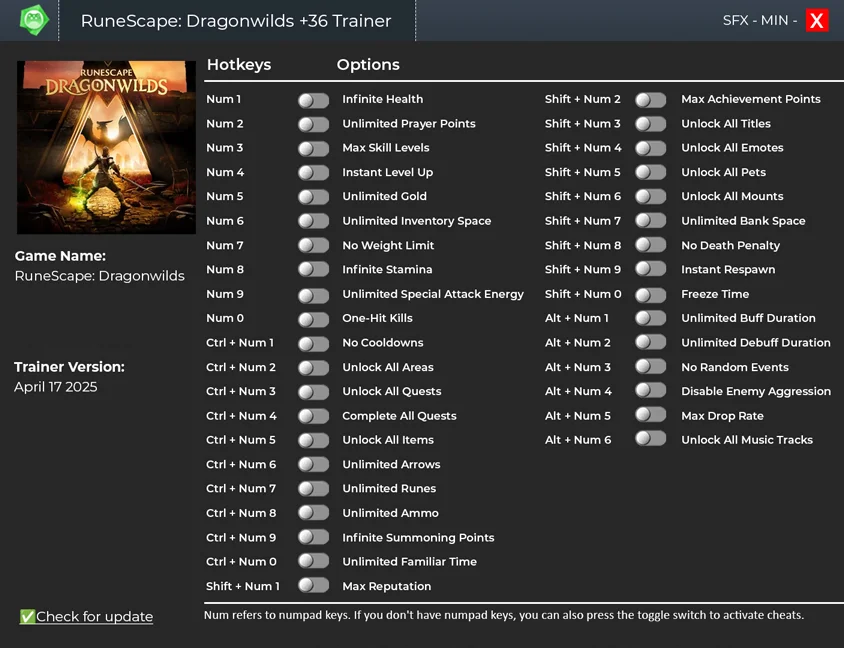 RuneScape: Dragonwilds +36 Trainer
SFX - MIN - X
RUNESCAPE
DRAGONWILDS
Game Name:
RuneScape: Dragonwilds
Trainer Version:
April 17 2025
✅Check for update
Hotkeys Options
Num 1 Infinite Health
Num 2 Unlimited Prayer Points
Num 3 Max Skill Levels
Num 4 Instant Level Up
Num 5 Unlimited Gold
Num 6 Unlimited Inventory Space
Num 7 No Weight Limit
Num 8 Infinite Stamina
Num 9 Unlimited Special Attack Energy
Num 0 One-Hit Kills
Ctrl + Num 1 No Cooldowns
Ctrl + Num 2 Unlock All Areas
Ctrl + Num 3 Unlock All Quests
Ctrl + Num 4 Complete All Quests
Ctrl + Num 5 Unlock All Items
Ctrl + Num 6 Unlimited Arrows
Ctrl + Num 7 Unlimited Runes
Ctrl + Num 8 Unlimited Ammo
Ctrl + Num 9 Infinite Summoning Points
Ctrl + Num 0 Unlimited Familiar Time
Shift + Num 1 Max Reputation
Shift + Num 2 Max Achievement Points
Shift + Num 3 Unlock All Titles
Shift + Num 4 Unlock All Emotes
Shift + Num 5 Unlock All Pets
Shift + Num 6 Unlock All Mounts
Shift + Num 7 Unlimited Bank Space
Shift + Num 8 No Death Penalty
Shift + Num 9 Instant Respawn
Shift + Num 0 Freeze Time
Alt + Num 1 Unlimited Buff Duration
Alt + Num 2 Unlimited Debuff Duration
Alt + Num 3 No Random Events
Alt + Num 4 Disable Enemy Aggression
Alt + Num 5 Max Drop Rate
Alt + Num 6 Unlock All Music Tracks
Num refers to numpad keys. If you don't have numpad keys, you can also press the toggle switch to activate cheats.